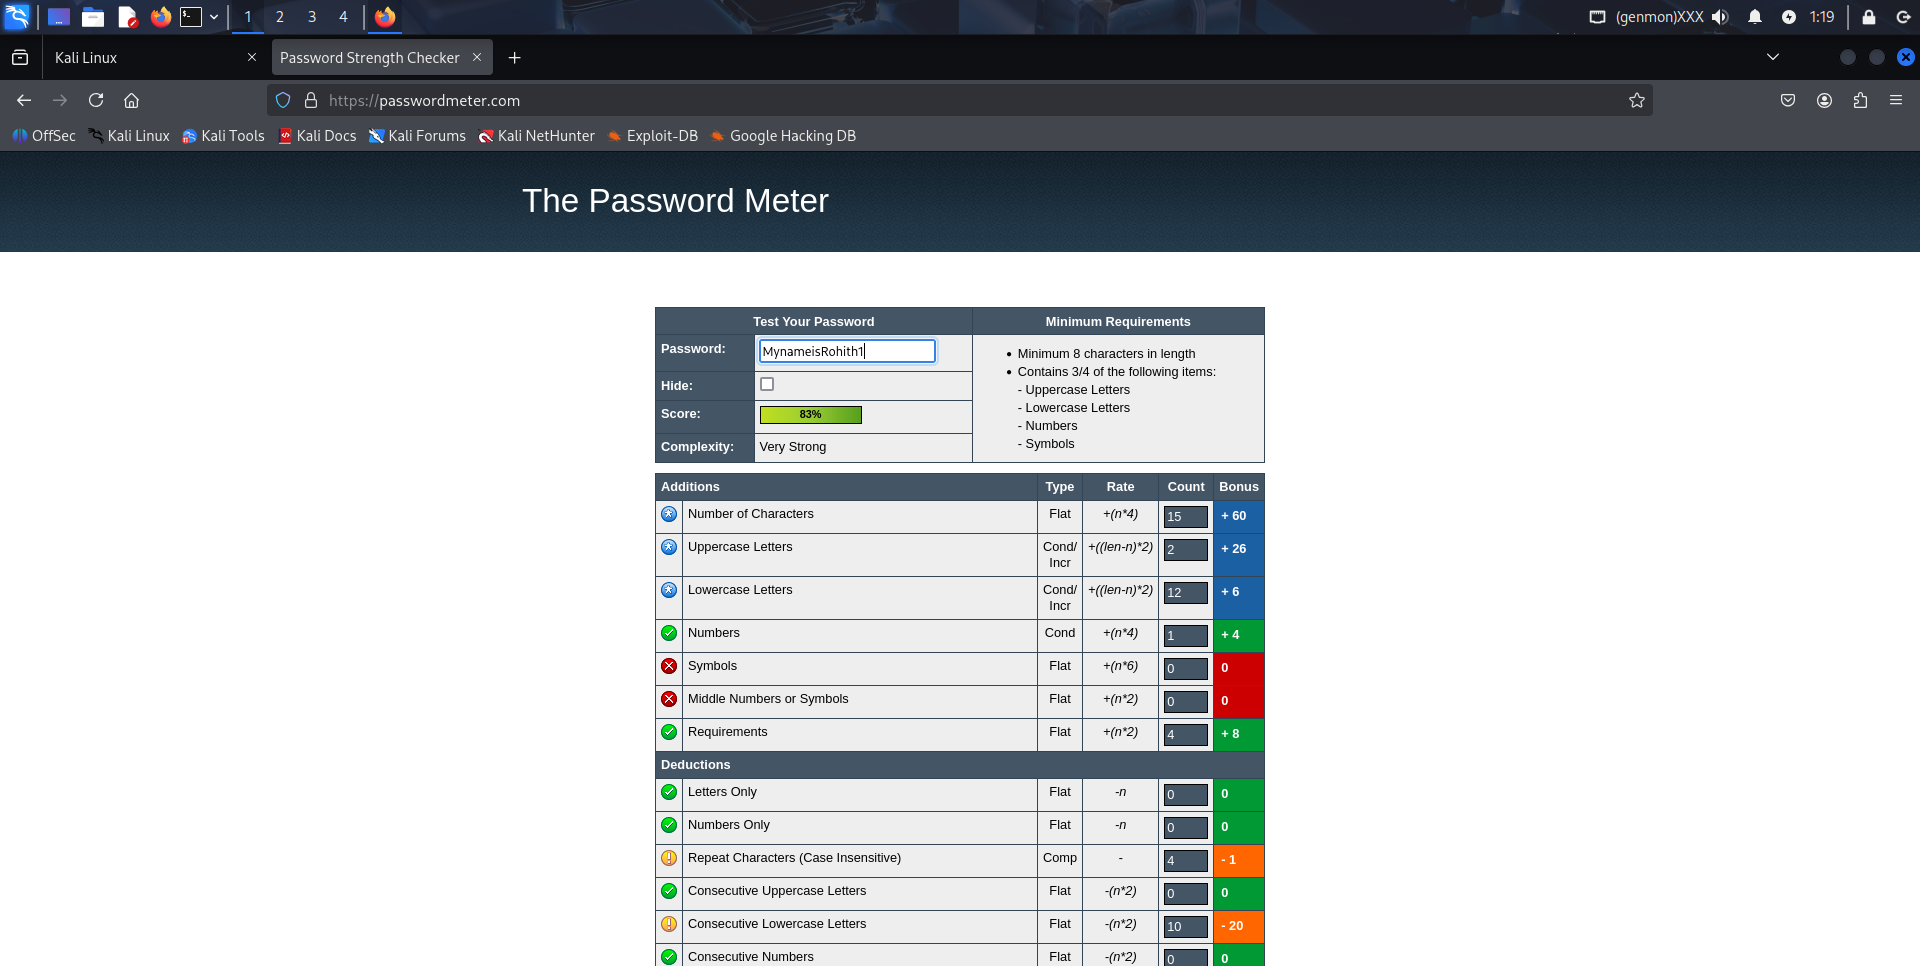 1 2 3 4 (genmon)XXX 1:19
Kali Linux Password Strength Checker
https://passwordmeter.com
OffSec Kali Linux Kali Tools Kali Docs Kali Forums Kali NetHunter Exploit-DB Google Hacking DB
The Password Meter
Test Your Password Minimum Requirements
Password: MynameisRohith1
Hide:
Score: 83%
Complexity: Very Strong
Minimum 8 characters in length
Contains 3/4 of the following items:
- Uppercase Letters
- Lowercase Letters
- Numbers
- Symbols
Additions Type Rate Count Bonus
Number of Characters Flat +(n*4) 15 + 60
Uppercase Letters Cond/ +((len-n)*2) 2 + 26
Incr
Lowercase Letters Cond/ +((len-n)*2) 12 + 6
Incr
Numbers Cond +(n*4) 1 + 4
Symbols Flat +(n*6) 0 0
Middle Numbers or Symbols Flat +(n*2) 0 0
Requirements Flat +(n*2) 4 + 8
Deductions
Letters Only Flat -n 0 0
Numbers Only Flat -n 0 0
Repeat Characters (Case Insensitive) Comp - 4 - 1
Consecutive Uppercase Letters Flat -(n*2) 0 0
Consecutive Lowercase Letters Flat -(n*2) 10 - 20
Consecutive Numbers Flat -(n*2) 0 0